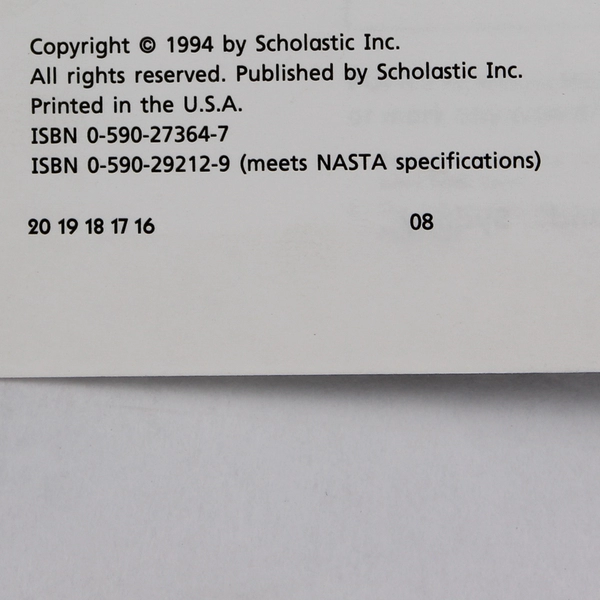 Copyright © 1994 by Scholastic Inc.
All rights reserved. Published by Scholastic Inc.
Printed in the U.S.A.
ISBN 0-590-27364-7
ISBN 0-590-29212-9 (meets NASTA specifications)
20 19 18 17 16 08